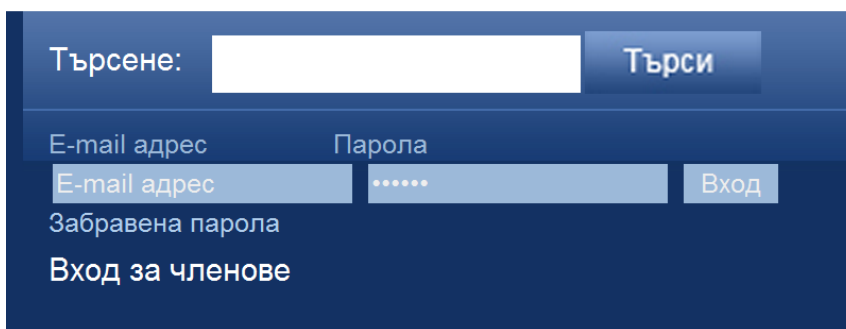 Търсене: Търси
E-mail адрес Парола
E-mail адрес •••••• Вход
Забравена парола
Вход за членове